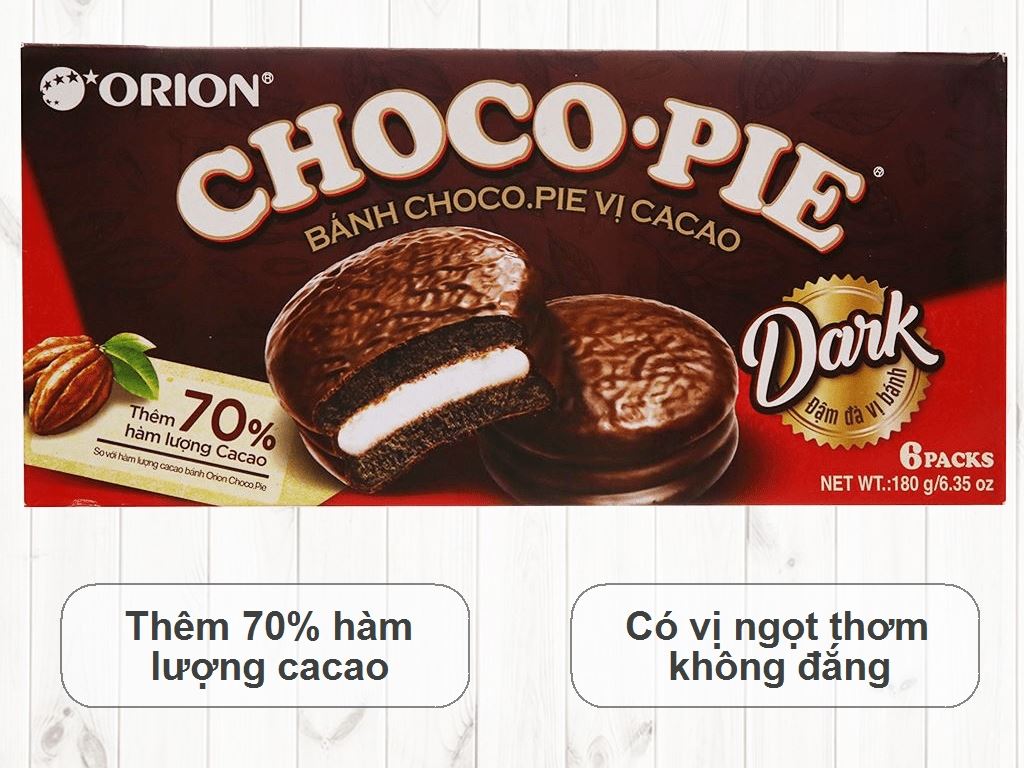 ORION®
CHOCO•PIE®
BÁNH CHOCO.PIE VỊ CACAO
Dark
Đậm đà vị bánh
Thêm 70%
hàm lượng Cacao
So với hàm lượng cacao bánh Orion Choco.Pie
6 PACKS
NET WT.:180 g/6.35 oz
Thêm 70% hàm
lượng cacao
Có vị ngọt thơm
không đắng